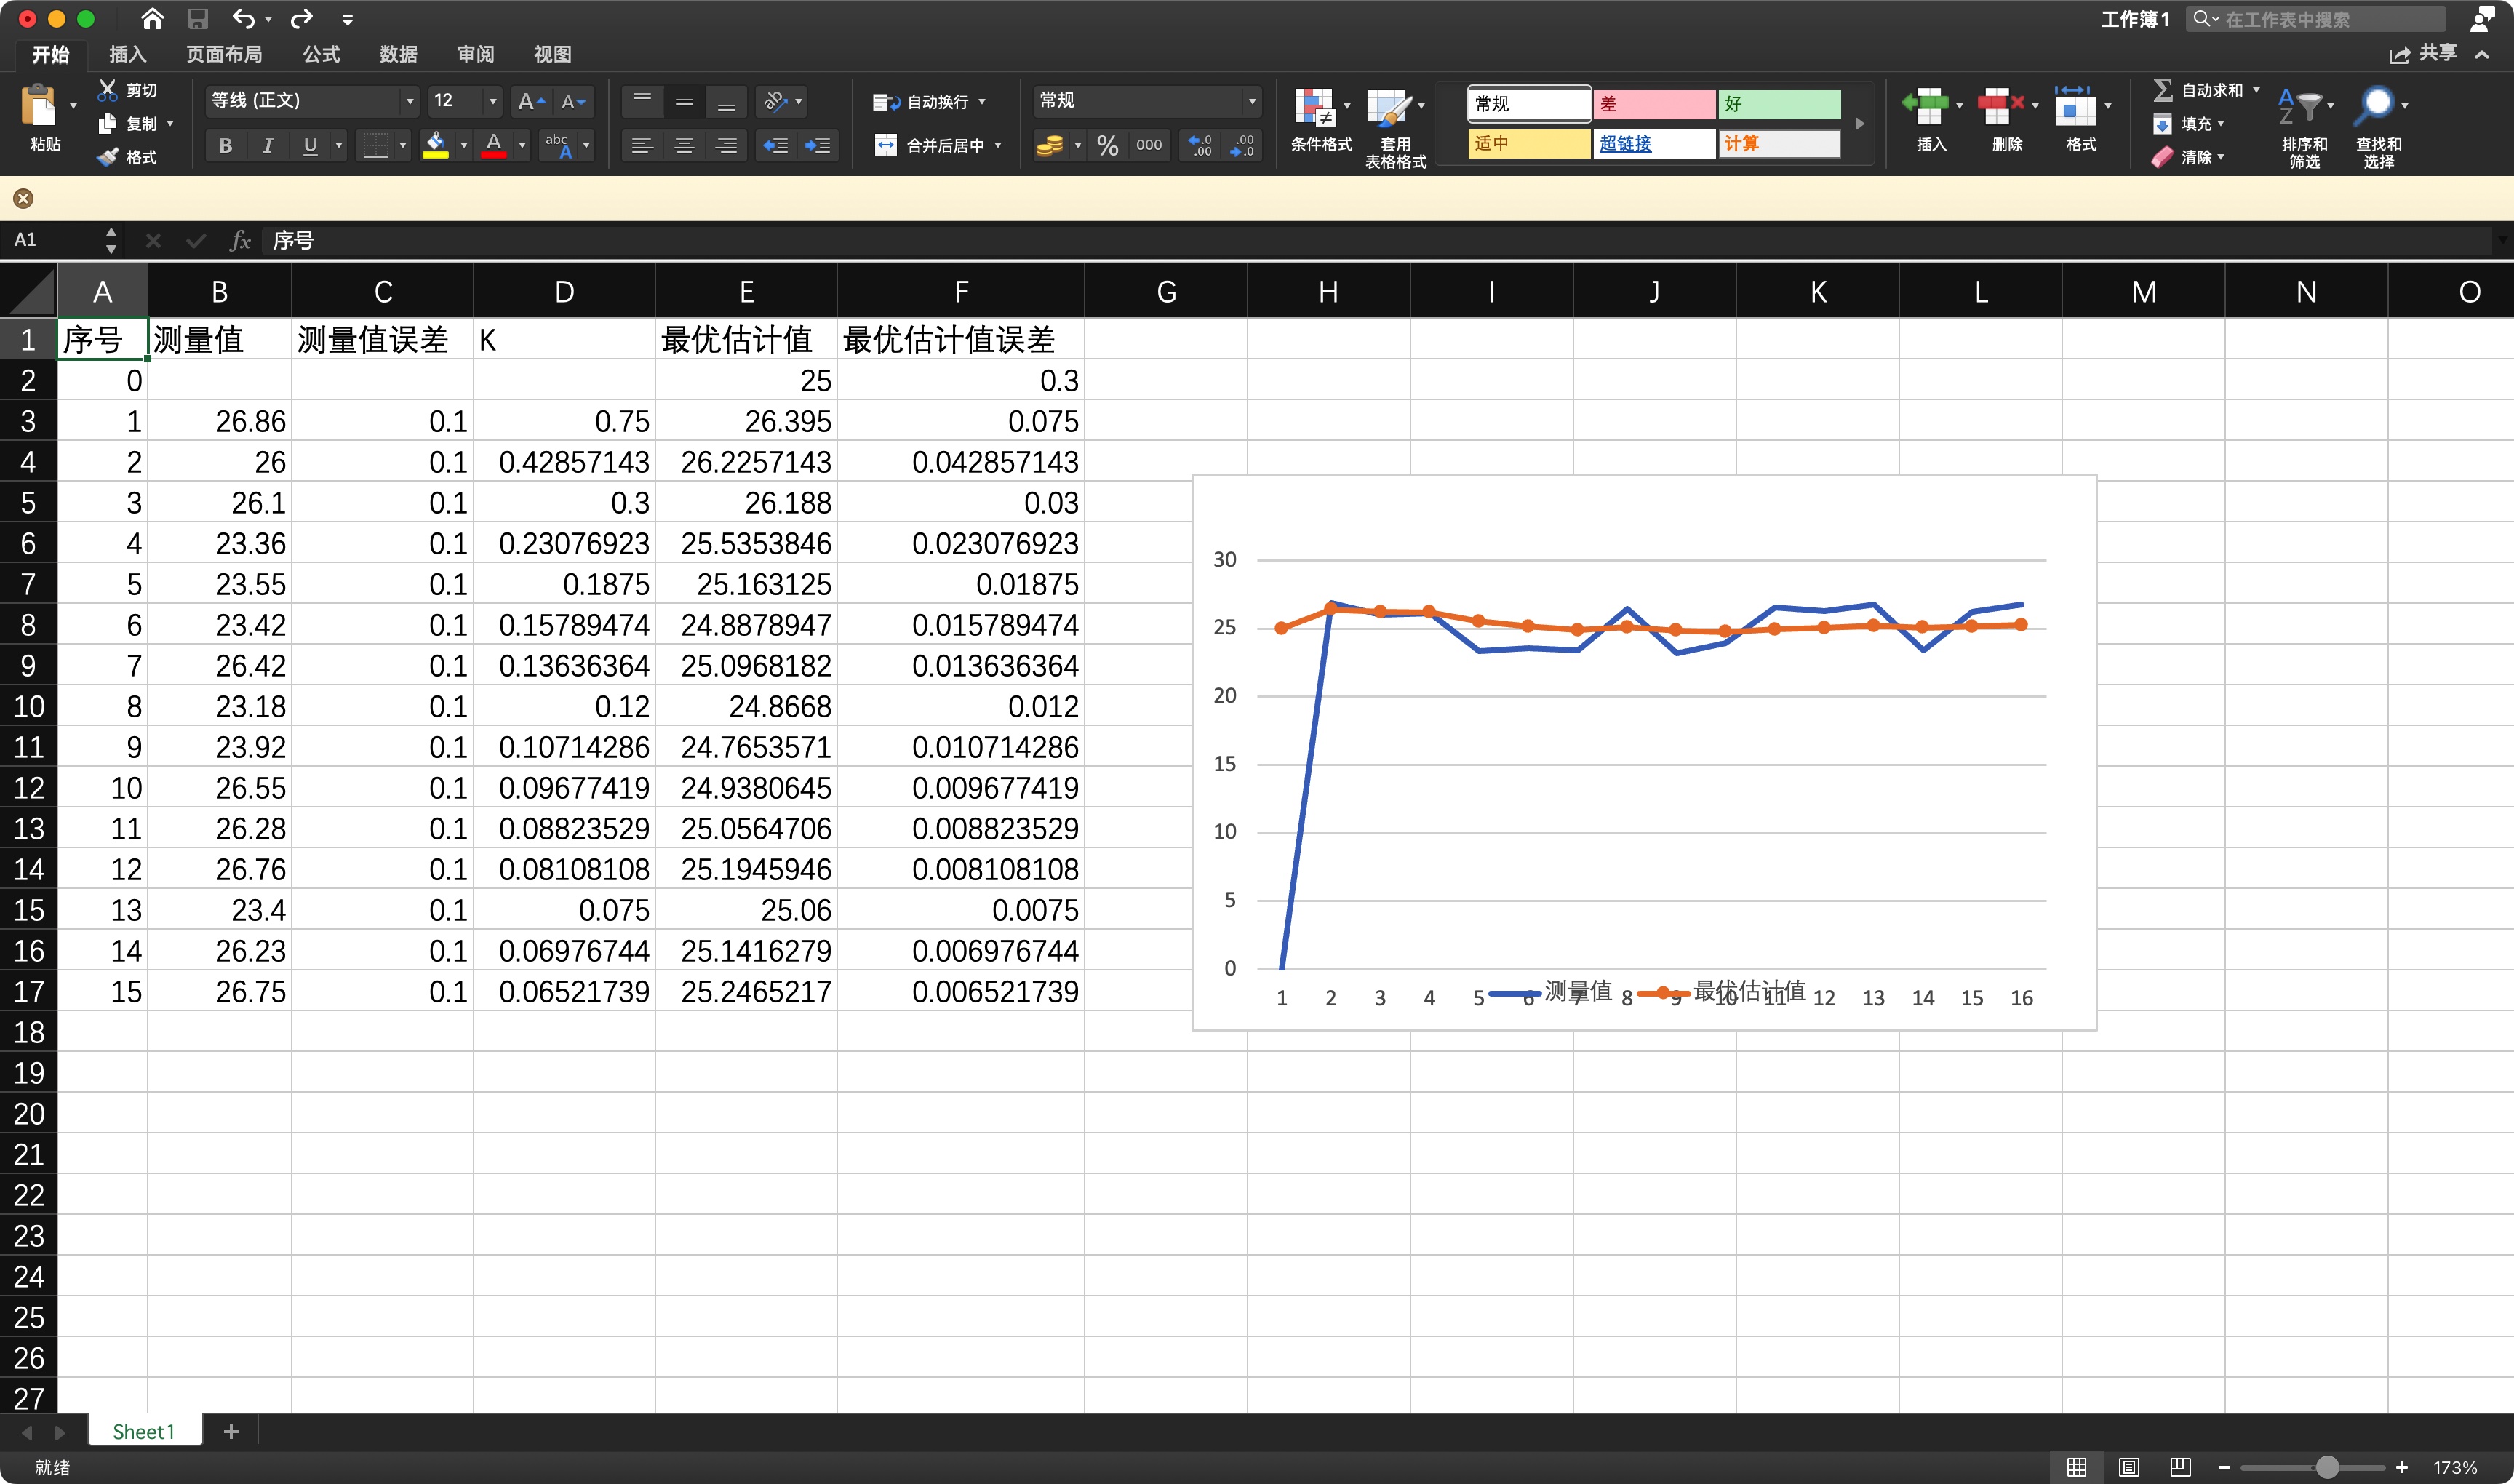 工作簿1
在工作表中搜索
开始 插入 页面布局 公式 数据 审阅 视图
共享
粘贴
剪切
复制
格式
等线 (正文) 12
B I U
abc A
自动换行
合并后居中
常规
% 000
条件格式
套用
表格格式
常规 差 好
适中 超链接 计算
插入 删除 格式
自动求和
填充
清除
排序和
筛选
查找和
选择
A1 fx 序号
A B C D E F G H I J K L M N O
1 序号 测量值 测量值误差 K 最优估计值 最优估计值误差
2 0 25 0.3
3 1 26.86 0.1 0.75 26.395 0.075
4 2 26 0.1 0.42857143 26.2257143 0.042857143
5 3 26.1 0.1 0.3 26.188 0.03
6 4 23.36 0.1 0.23076923 25.5353846 0.023076923
7 5 23.55 0.1 0.1875 25.163125 0.01875
8 6 23.42 0.1 0.15789474 24.8878947 0.015789474
9 7 26.42 0.1 0.13636364 25.0968182 0.013636364
10 8 23.18 0.1 0.12 24.8668 0.012
11 9 23.92 0.1 0.10714286 24.7653571 0.010714286
12 10 26.55 0.1 0.09677419 24.9380645 0.009677419
13 11 26.28 0.1 0.08823529 25.0564706 0.008823529
14 12 26.76 0.1 0.08108108 25.1945946 0.008108108
15 13 23.4 0.1 0.075 25.06 0.0075
16 14 26.23 0.1 0.06976744 25.1416279 0.006976744
17 15 26.75 0.1 0.06521739 25.2465217 0.006521739
18
19
20
21
22
23
24
25
26
27
30
25
20
15
10
5
0
1 2 3 4 5 6 7 8 9 10 11 12 13 14 15 16
测量值 最优估计值
Sheet1
就绪
173%